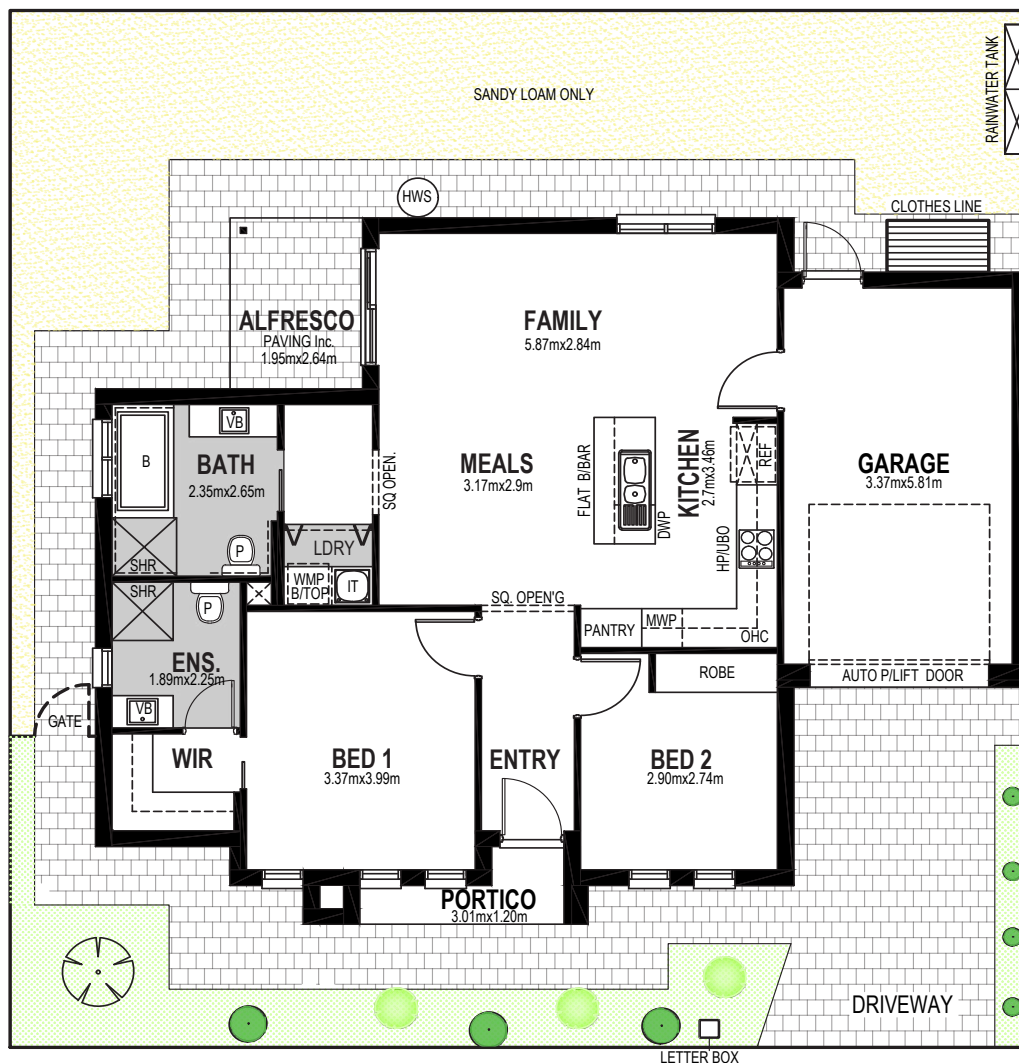 SANDY LOAM ONLY
RAINWATER TANK
HWS
CLOTHES LINE
ALFRESCO
PAVING Inc.
1.95mx2.64m
FAMILY
5.87mx2.84m
VB
B
BATH
2.35mx2.65m
SQ OPEN.
MEALS
3.17mx2.9m
FLAT B/BAR
DWP
KITCHEN
2.7mx3.46m
REF
HP/UBO
GARAGE
3.37mx5.81m
P
SHR
LDRY
WMP
B/TOP
IT
SHR
P
SQ. OPEN'G
PANTRY
MWP
OHC
ENS.
1.89mx2.25m
ROBE
AUTO P/LIFT DOOR
VB
GATE
WIR
BED 1
3.37mx3.99m
ENTRY
BED 2
2.90mx2.74m
PORTICO
3.01mx1.20m
DRIVEWAY
LETTER BOX